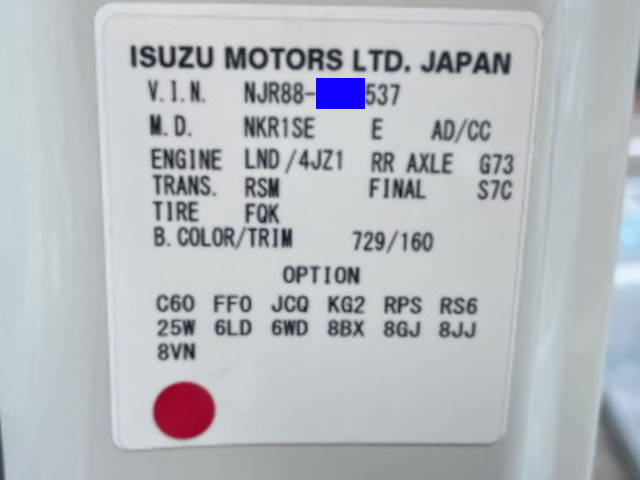 ISUZU MOTORS LTD. JAPAN
V.I.N. NJR88- 537
M.D. NKR1SE E AD/CC
ENGINE LND/4JZ1 RR AXLE G73
TRANS. RSM FINAL S7C
TIRE FQK
B.COLOR/TRIM 729/160
OPTION
C60 FF0 JCQ KG2 RPS RS6
25W 6LD 6WD 8BX 8GJ 8JJ
8VN